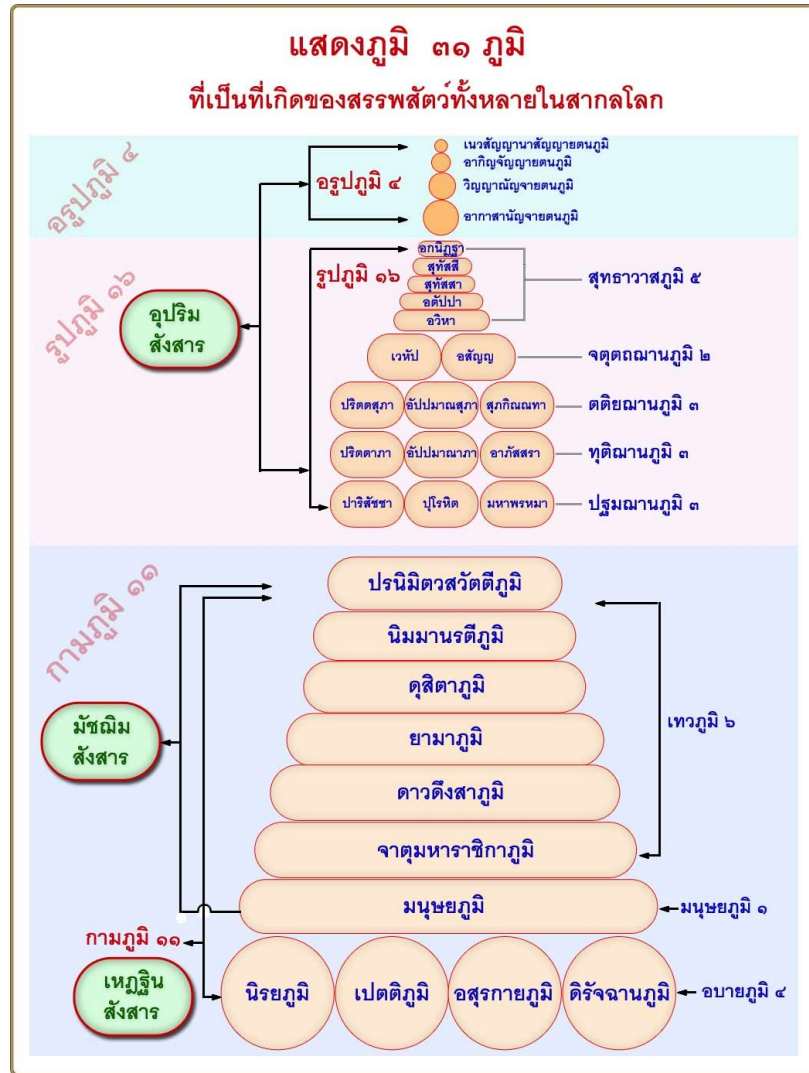 แสดงภูมิ ๓๑ ภูมิ
ที่เป็นที่เกิดของสรรพสัตว์ทั้งหลายในสากลโลก
อรูปภูมิ ๔
อรูปภูมิ ๔
เนวสัญญานาสัญญายตนภูมิ
อากิญจัญญายตนภูมิ
วิญญาณัญจายตนภูมิ
อากาสานัญจายตนภูมิ
รูปภูมิ ๑๖
รูปภูมิ ๑๖
อุปริม
สังสาร
อกนิฏฐา
สุทัสสี
สุทัสสา
อตัปปา
อวิหา
สุทธาวาสภูมิ ๕
เวหัป อสัญญ
จตุตถฌานภูมิ ๒
ปริตตสุภา อัปปมาณสุภา สุภกิณณหา
ตติยฌานภูมิ ๓
ปริตตาภา อัปปมาณาภา อาภัสสรา
ทุติฌานภูมิ ๓
ปาริสัชชา ปุโรหิต มหาพรหมา
ปฐมฌานภูมิ ๓
กามภูมิ ๑๑
ปรนิมิตวสวัตตีภูมิ
นิมมานรตีภูมิ
ดุสิตาภูมิ
ยามาภูมิ
ดาวดึงสาภูมิ
จาตุมหาราชิกาภูมิ
เทวภูมิ ๖
มัชฌิม
สังสาร
มนุษยภูมิ
มนุษยภูมิ ๑
กามภูมิ ๑๑
เหฎฐิน
สังสาร
นิรยภูมิ เปตติภูมิ อสุรกายภูมิ ดิรัจฉานภูมิ
อบายภูมิ ๔